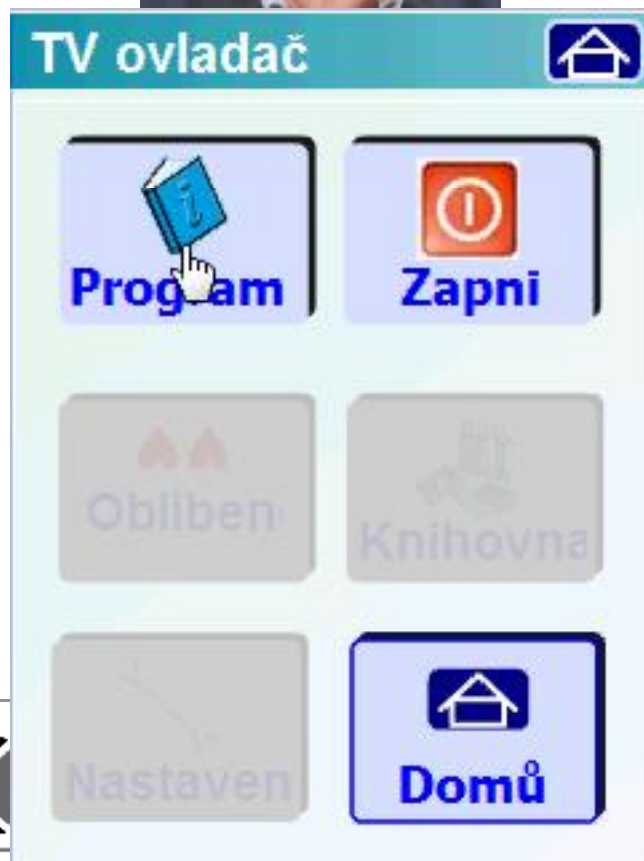 TV ovladač
Program
Zapni
Obliben
Knihovna
Nastaven
Domů